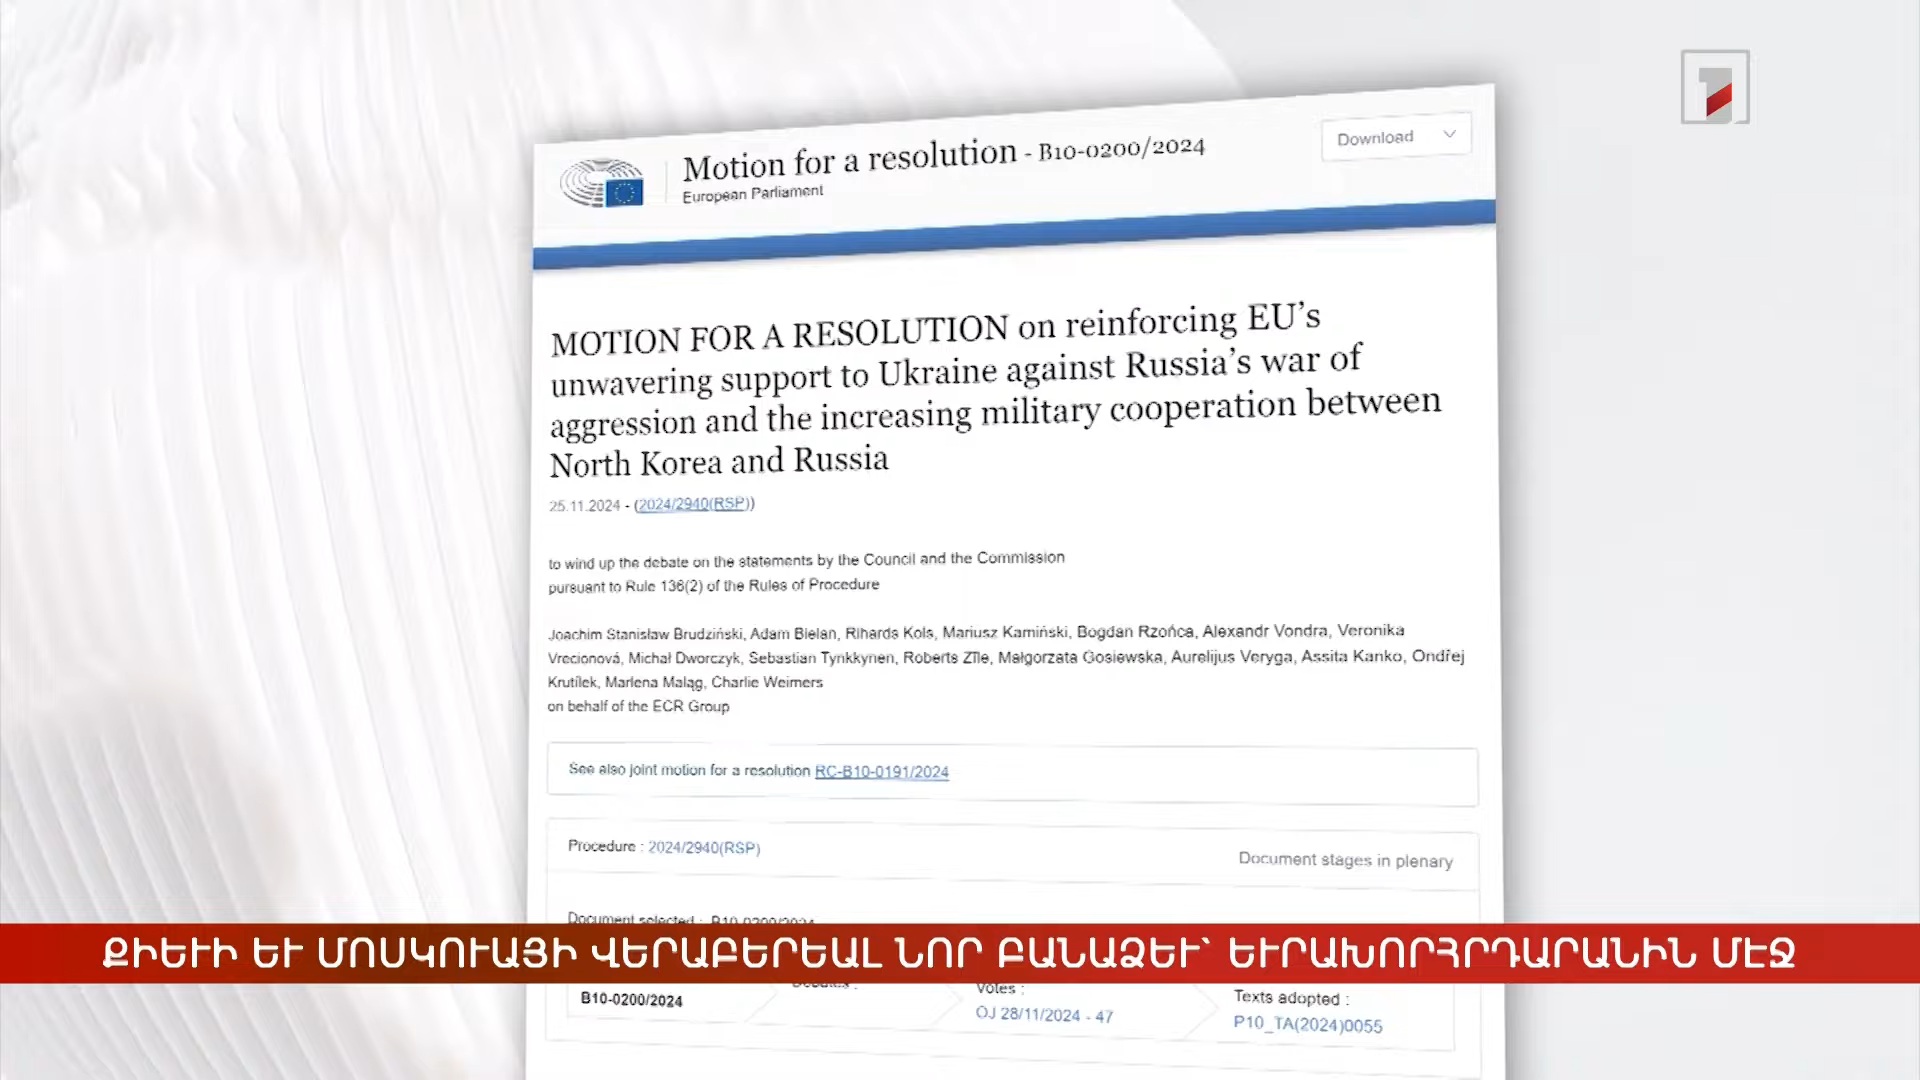 Motion for a resolution - B10-0200/2024
European Parliament
Download
MOTION FOR A RESOLUTION on reinforcing EU’s
unwavering support to Ukraine against Russia’s war of
aggression and the increasing military cooperation between
North Korea and Russia
25.11.2024 - (2024/2940(RSP))
to wind up the debate on the statements by the Council and the Commission
pursuant to Rule 136(2) of the Rules of Procedure
Joachim Stanisław Brudziński, Adam Bielan, Rihards Kols, Mariusz Kamiński, Bogdan Rzońca, Alexandr Vondra, Veronika
Vrecionová, Michał Dworczyk, Sebastian Tynkkynen, Roberts Zīle, Małgorzata Gosiewska, Aurelijus Veryga, Assita Kanko, Ondřej
Krutílek, Marlena Maląg, Charlie Weimers
on behalf of the ECR Group
See also joint motion for a resolution RC-B10-0191/2024
Procedure : 2024/2940(RSP)
Document stages in plenary
Document selected : B10-0200/2024
ՔԻԵՒԻ ԵՒ ՄՈՍԿՈՒԱՅԻ ՎԵՐԱԲԵՐԵԱԼ ՆՈՐ ԲԱՆԱՁԵՒ՝ ԵՒՐԱԽՈՐՀՐԴԱՐԱՆԻՆ ՄԷՋ
B10-0200/2024
Debates :
Votes :
OJ 28/11/2024 - 47
Texts adopted :
P10_TA(2024)0055